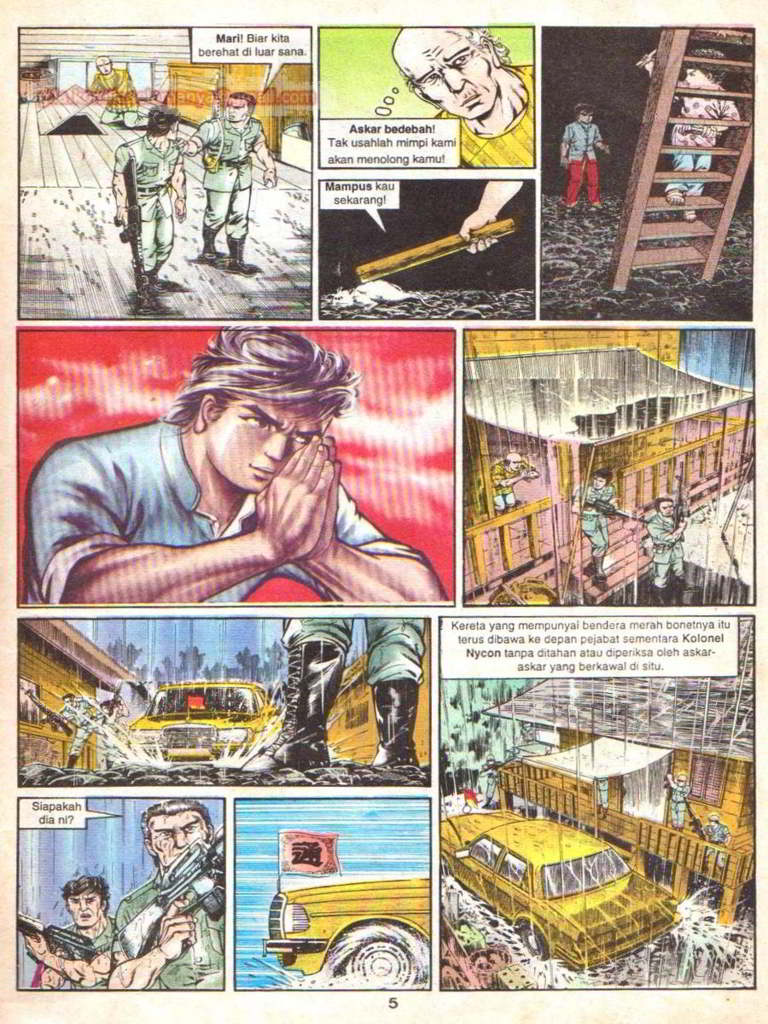 Mari! Biar kita
berehat di luar sana.
Askar bedebah!
Tak usahlah mimpi kami
akan menolong kamu!
Mampus kau
sekarang!
Kereta yang mempunyai bendera merah bonetnya itu
terus dibawa ke depan pejabat sementara Kolonel
Nycon tanpa ditahan atau diperiksa oleh askar-
askar yang berkawal di situ.
Siapakah
dia ni?
通
5